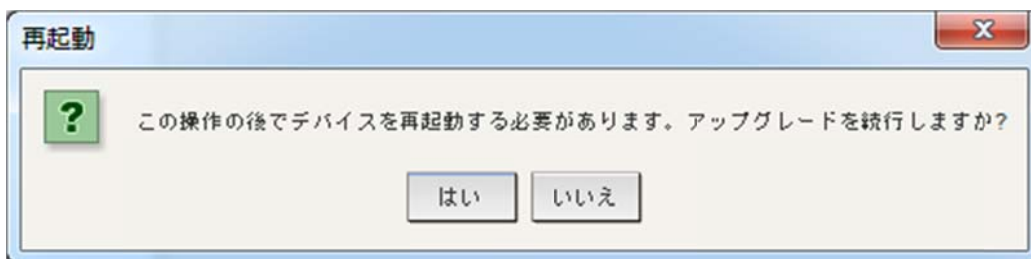 再起動
この操作の後でデバイスを再起動する必要があります。アップグレードを続行しますか?
はい
いいえ